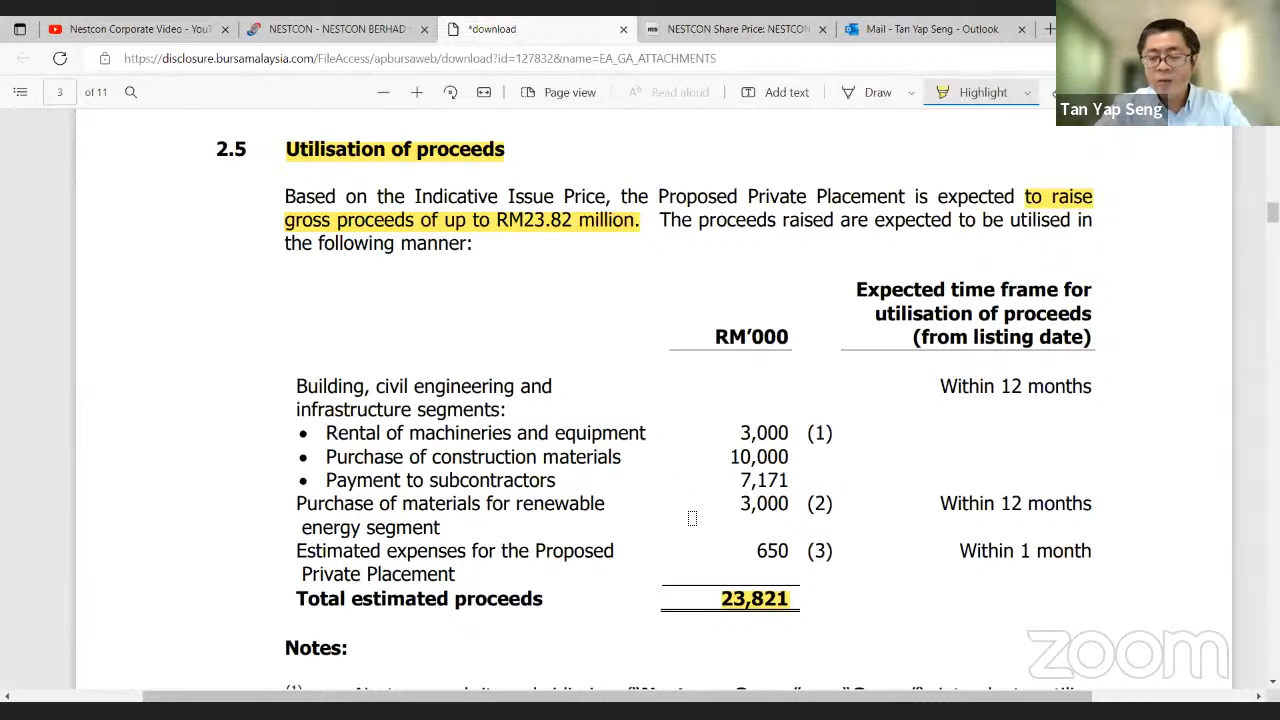 Nestcon Corporate Video - YouTu
NESTCON - NESTCON BERHAD
*download
NESTCON Share Price: NESTCON
Mail - Tan Yap Seng - Outlook
https://disclosure.bursamalaysia.com/FileAccess/apbursaweb/download?id=127832&name=EA_GA_ATTACHMENTS
3 of 11
Page view
Read aloud
Add text
Draw
Highlight
Tan Yap Seng
2.5 Utilisation of proceeds
Based on the Indicative Issue Price, the Proposed Private Placement is expected to raise
gross proceeds of up to RM23.82 million. The proceeds raised are expected to be utilised in
the following manner:
Expected time frame for
utilisation of proceeds
RM'000 (from listing date)
Building, civil engineering and Within 12 months
infrastructure segments:
• Rental of machineries and equipment 3,000 (1)
• Purchase of construction materials 10,000
• Payment to subcontractors 7,171
Purchase of materials for renewable 3,000 (2) Within 12 months
energy segment
Estimated expenses for the Proposed 650 (3) Within 1 month
Private Placement
Total estimated proceeds 23,821
Notes:
zoom